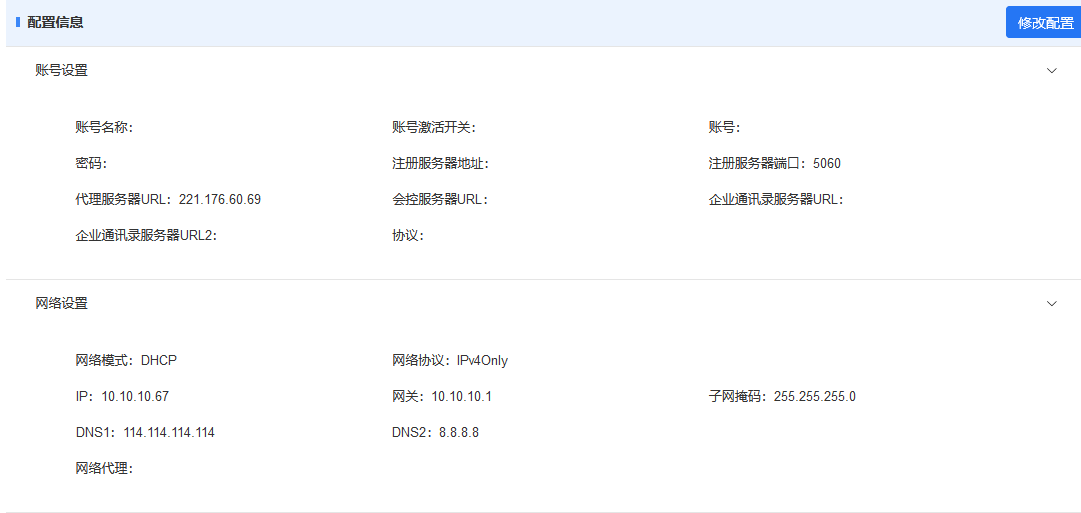 配置信息 修改配置
账号设置
账号名称： 账号激活开关： 账号：
密码： 注册服务器地址： 注册服务器端口：5060
代理服务器URL：221.176.60.69 会控服务器URL： 企业通讯录服务器URL：
企业通讯录服务器URL2： 协议：
网络设置
网络模式：DHCP 网络协议：IPv4Only
IP：10.10.10.67 网关：10.10.10.1 子网掩码：255.255.255.0
DNS1：114.114.114.114 DNS2：8.8.8.8
网络代理：